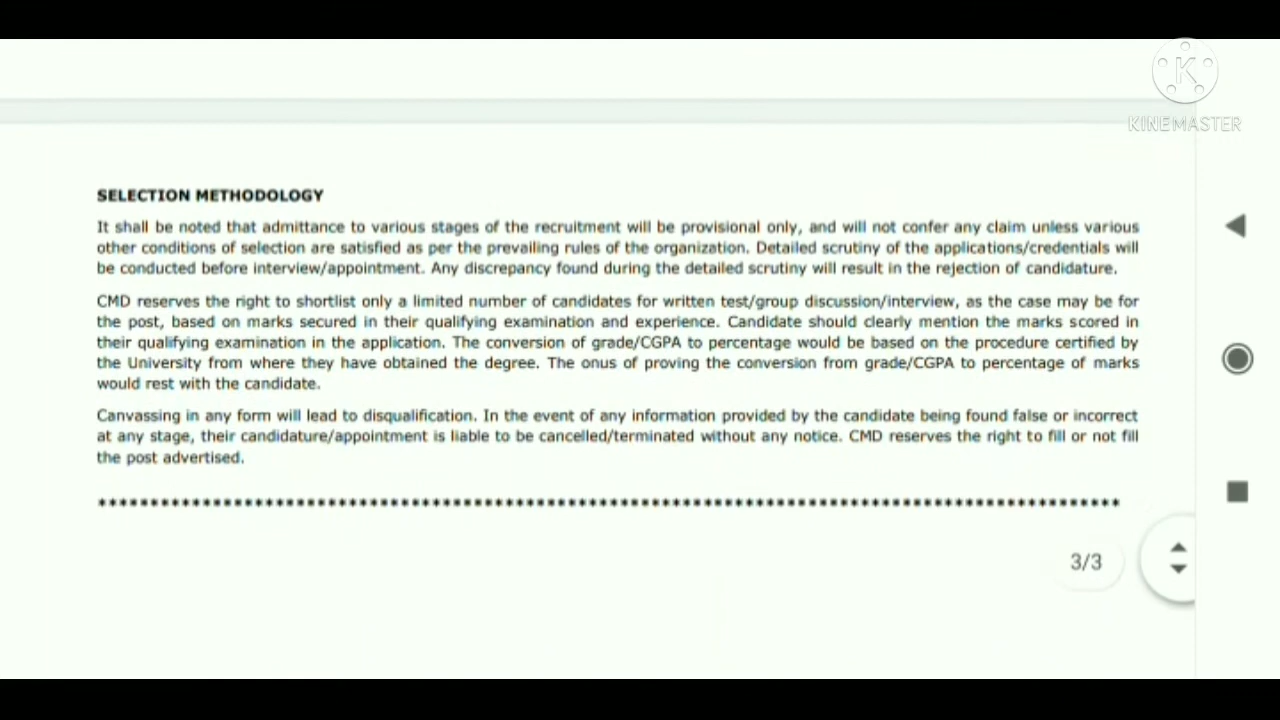 KINEMASTER
SELECTION METHODOLOGY
It shall be noted that admittance to various stages of the recruitment will be provisional only, and will not confer any claim unless various
other conditions of selection are satisfied as per the prevailing rules of the organization. Detailed scrutiny of the applications/credentials will
be conducted before interview/appointment. Any discrepancy found during the detailed scrutiny will result in the rejection of candidature.
CMD reserves the right to shortlist only a limited number of candidates for written test/group discussion/interview, as the case may be for
the post, based on marks secured in their qualifying examination and experience. Candidate should clearly mention the marks scored in
their qualifying examination in the application. The conversion of grade/CGPA to percentage would be based on the procedure certified by
the University from where they have obtained the degree. The onus of proving the conversion from grade/CGPA to percentage of marks
would rest with the candidate.
Canvassing in any form will lead to disqualification. In the event of any information provided by the candidate being found false or incorrect
at any stage, their candidature/appointment is liable to be cancelled/terminated without any notice. CMD reserves the right to fill or not fill
the post advertised.
**************************************************************************************************
3/3